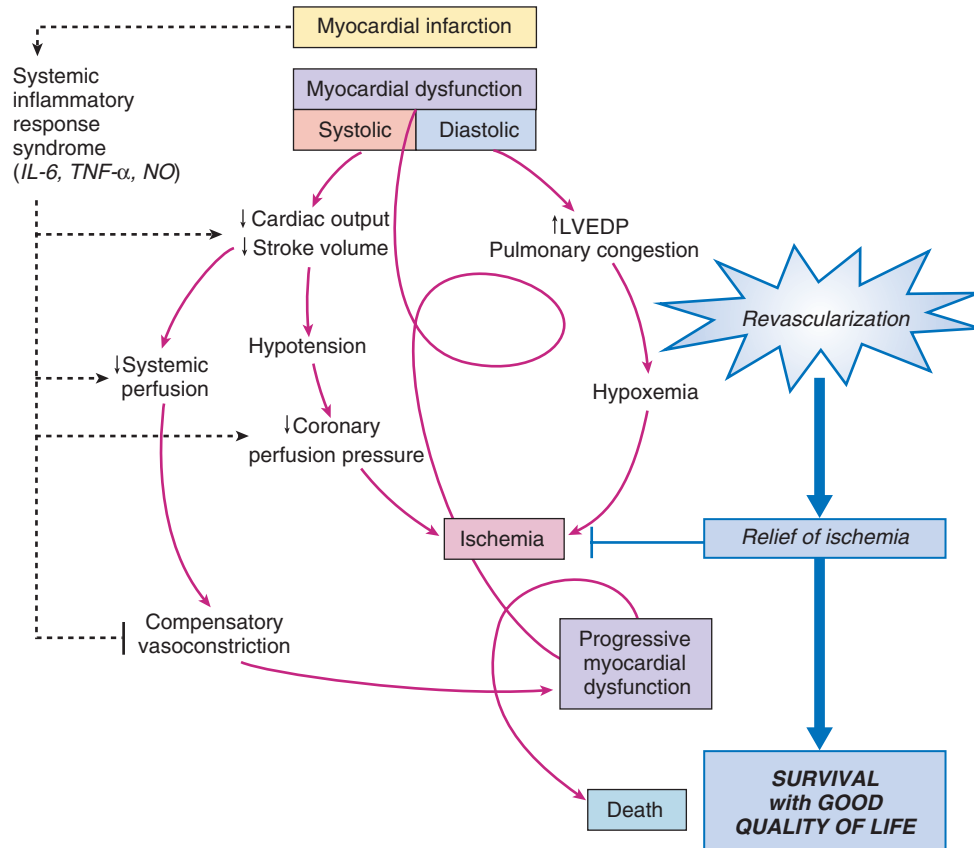 Myocardial infarction
Systemic
inflammatory
response
syndrome
(IL-6, TNF-α, NO)
Myocardial dysfunction
Systolic
Diastolic
↓Cardiac output
↓Stroke volume
↑LVEDP
Pulmonary congestion
Revascularization
Hypotension
↓Systemic
perfusion
Hypoxemia
↓Coronary
perfusion pressure
Ischemia
Relief of ischemia
Compensatory
vasoconstriction
Progressive
myocardial
dysfunction
Death
SURVIVAL
with GOOD
QUALITY OF LIFE